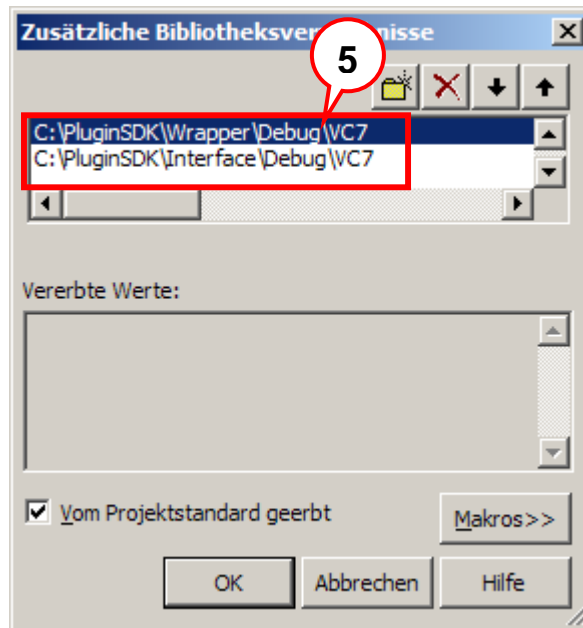 Zusätzliche Bibliotheksver nisse
5
C:\PluginSDK\Wrapper\Debug\VC7
C:\PluginSDK\Interface\Debug\VC7
Vererbte Werte:
Vom Projektstandard geerbt
Makros>>
OK Abbrechen Hilfe